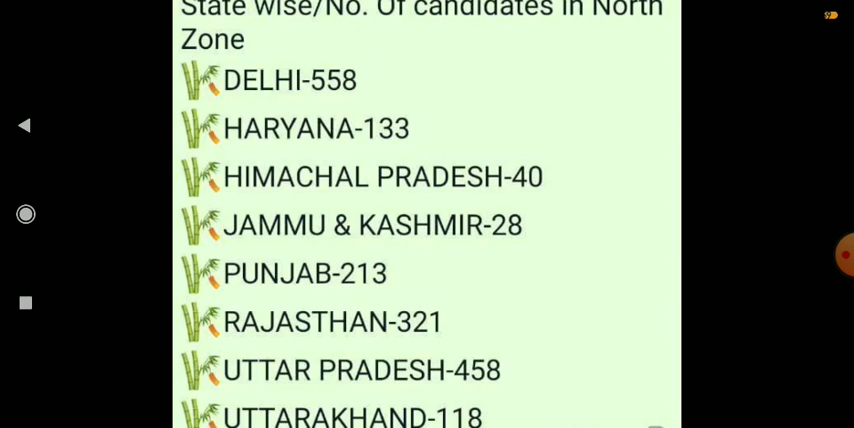 State wise/No. Of candidates in North
Zone
DELHI-558
HARYANA-133
HIMACHAL PRADESH-40
JAMMU & KASHMIR-28
PUNJAB-213
RAJASTHAN-321
UTTAR PRADESH-458
UTTARAKHAND-118